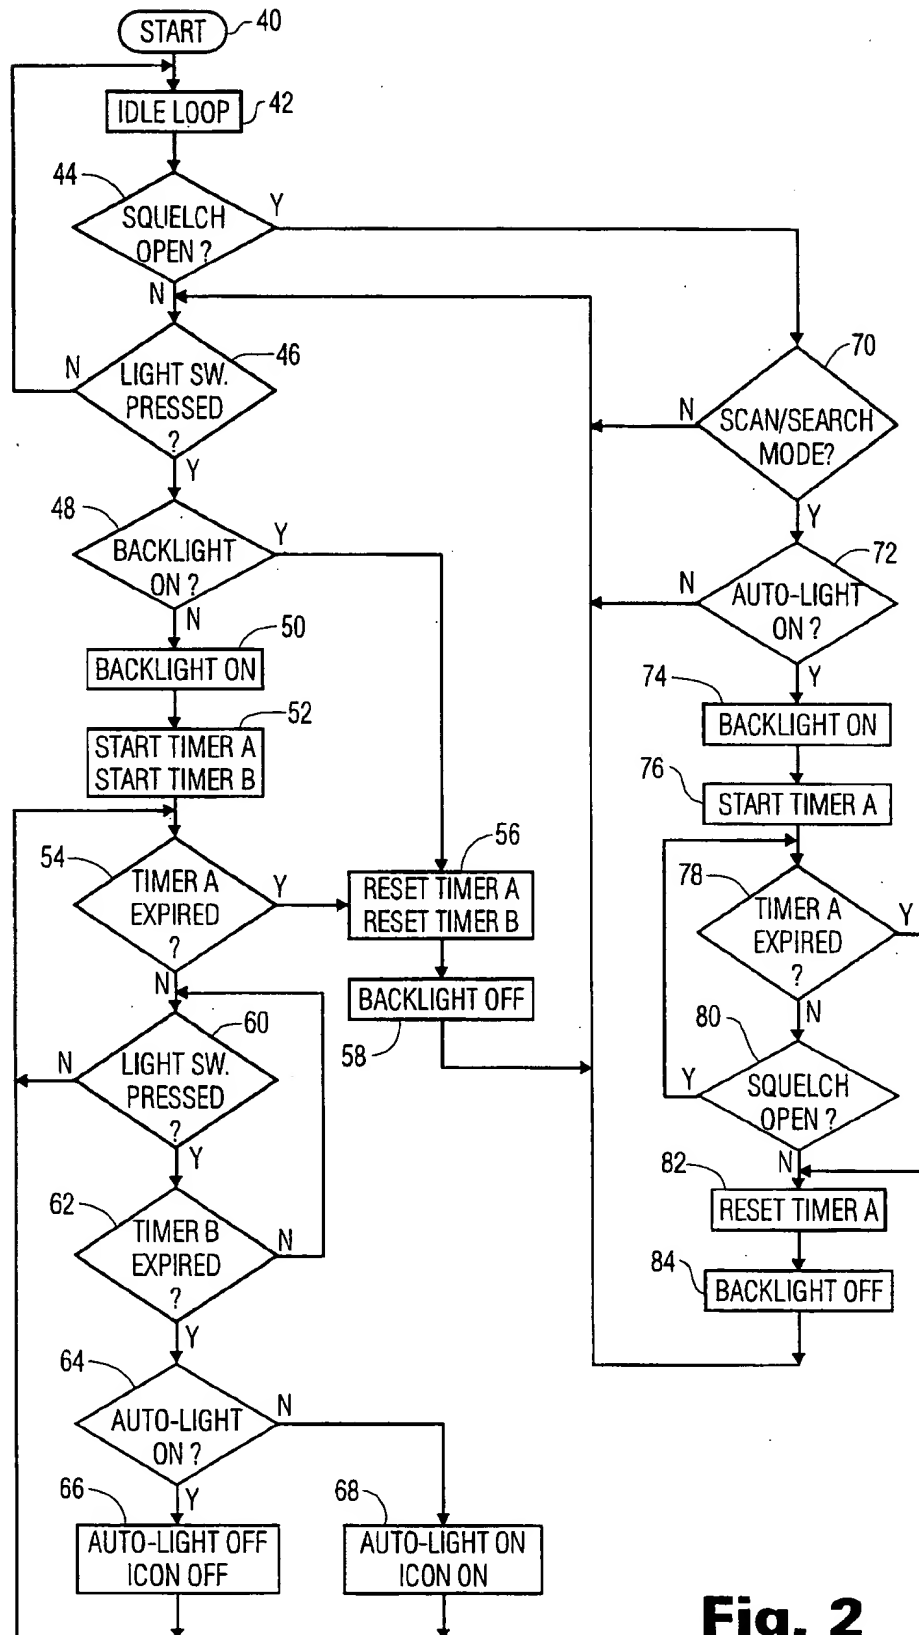 START
40
IDLE LOOP
42
44
SQUELCH
OPEN ?
Y
N
46
LIGHT SW.
PRESSED
?
N
Y
48
BACKLIGHT
ON ?
Y
N
50
BACKLIGHT ON
52
START TIMER A
START TIMER B
54
TIMER A
EXPIRED
?
Y
N
56
RESET TIMER A
RESET TIMER B
BACKLIGHT OFF
58
60
LIGHT SW.
PRESSED
?
N
Y
62
TIMER B
EXPIRED
?
N
Y
64
AUTO-LIGHT
ON ?
N
Y
66
AUTO-LIGHT OFF
ICON OFF
68
AUTO-LIGHT ON
ICON ON
70
SCAN/SEARCH
MODE?
N
Y
72
AUTO-LIGHT
ON ?
N
Y
74
BACKLIGHT ON
76
START TIMER A
78
TIMER A
EXPIRED
?
Y
N
80
SQUELCH
OPEN ?
Y
N
82
RESET TIMER A
84
BACKLIGHT OFF
Fig. 2